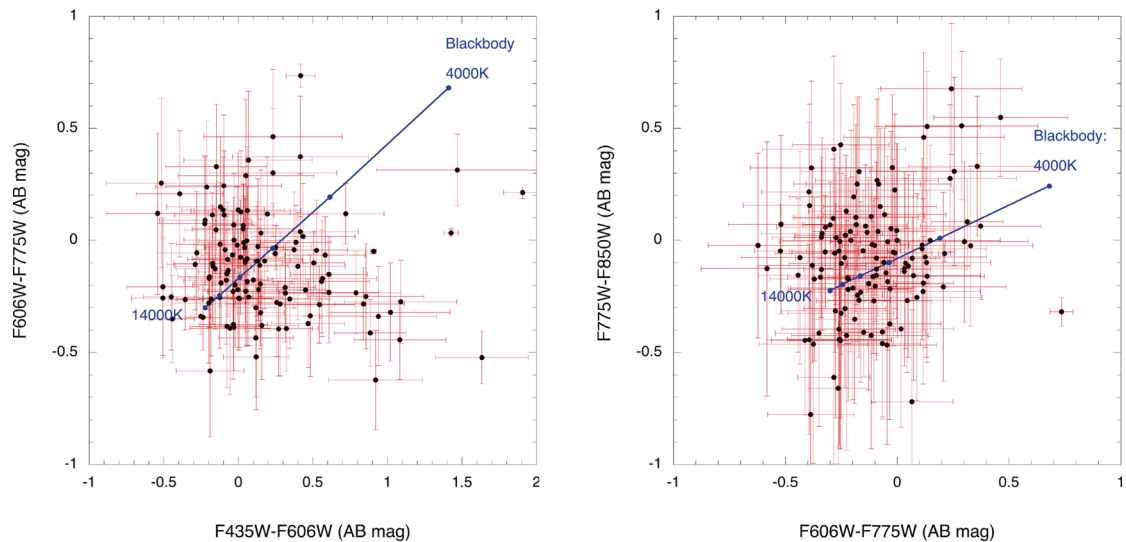 1
Blackbody
4000K
0.5
F606W-F775W (AB mag)
0
14000K
-0.5
-1
-1 -0.5 0 0.5 1 1.5 2
F435W-F606W (AB mag)
1
0.5
Blackbody:
4000K
F775W-F850W (AB mag)
0
14000K
-0.5
-1
-1 -0.5 0 0.5 1
F606W-F775W (AB mag)